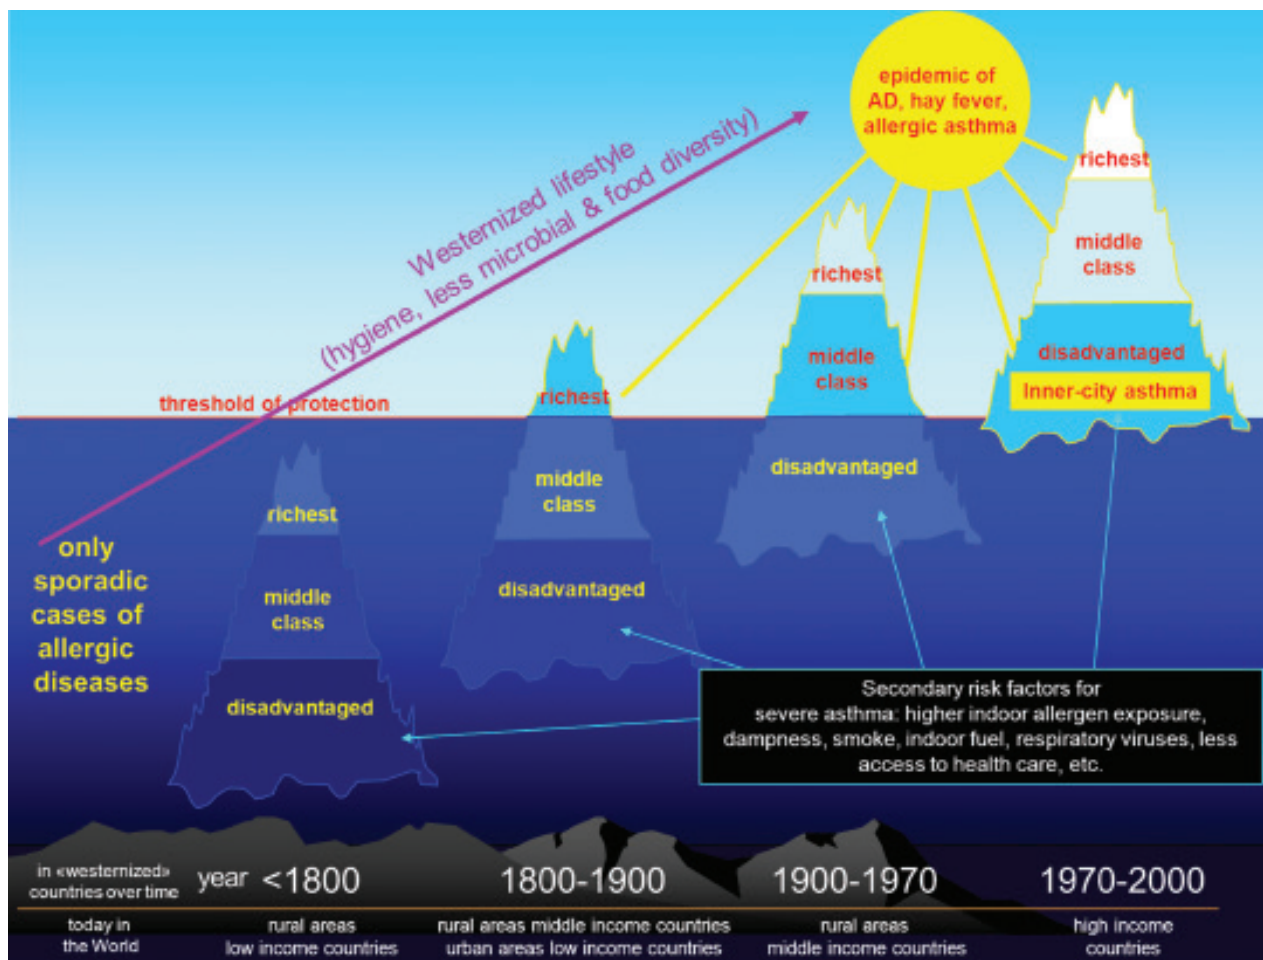 epidemic of
AD, hay fever,
allergic asthma
Westernized lifestyle
(hygiene, less microbial & food diversity)
richest
middle
class
disadvantaged
Inner-city asthma
richest
middle
class
disadvantaged
threshold of protection
richest
middle
class
disadvantaged
richest
middle
class
disadvantaged
only
sporadic
cases of
allergic
diseases
Secondary risk factors for
severe asthma: higher indoor allergen exposure,
dampness, smoke, indoor fuel, respiratory viruses, less
access to health care, etc.
in «westernized»
countries over time
year <1800
1800-1900
1900-1970
1970-2000
today in
the World
rural areas
low income countries
rural areas middle income countries
urban areas low income countries
rural areas
middle income countries
high income
countries